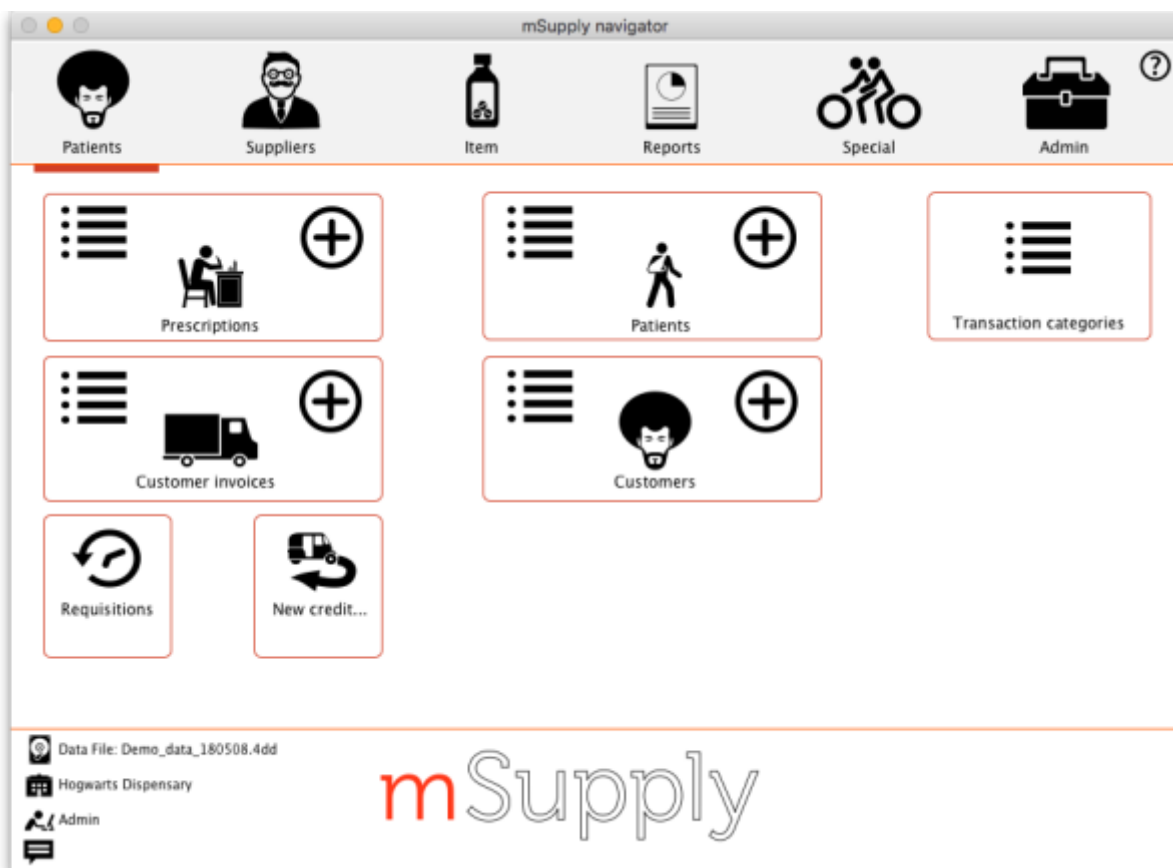 mSupply navigator
?
Patients Suppliers Item Reports Special Admin
Prescriptions Patients Transaction categories
Customer invoices Customers
Requisitions New credit...
Data File: Demo_data_180508.4dd
Hogwarts Dispensary
Admin
mSupply